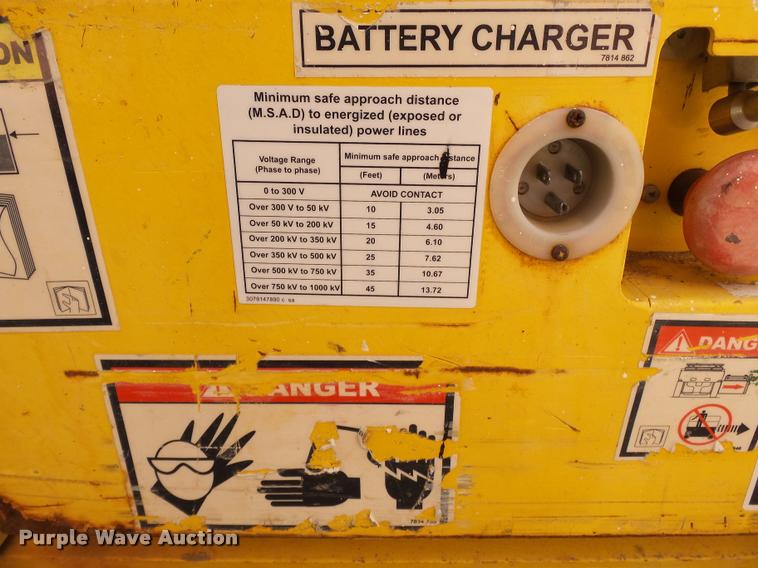 ON
BATTERY CHARGER
7814 862
Minimum safe approach distance
(M.S.A.D) to energized (exposed or
insulated) power lines
Voltage Range
(Phase to phase)
Minimum safe approach distance
(Feet) (Meters)
0 to 300 V AVOID CONTACT
Over 300 V to 50 kV 10 3.05
Over 50 kV to 200 kV 15 4.60
Over 200 kV to 350 kV 20 6.10
Over 350 kV to 500 kV 25 7.62
Over 500 kV to 750 kV 35 10.67
Over 750 kV to 1000 kV 45 13.72
3078147890 c
DANG
ANGER
7814
Purple Wave Auction